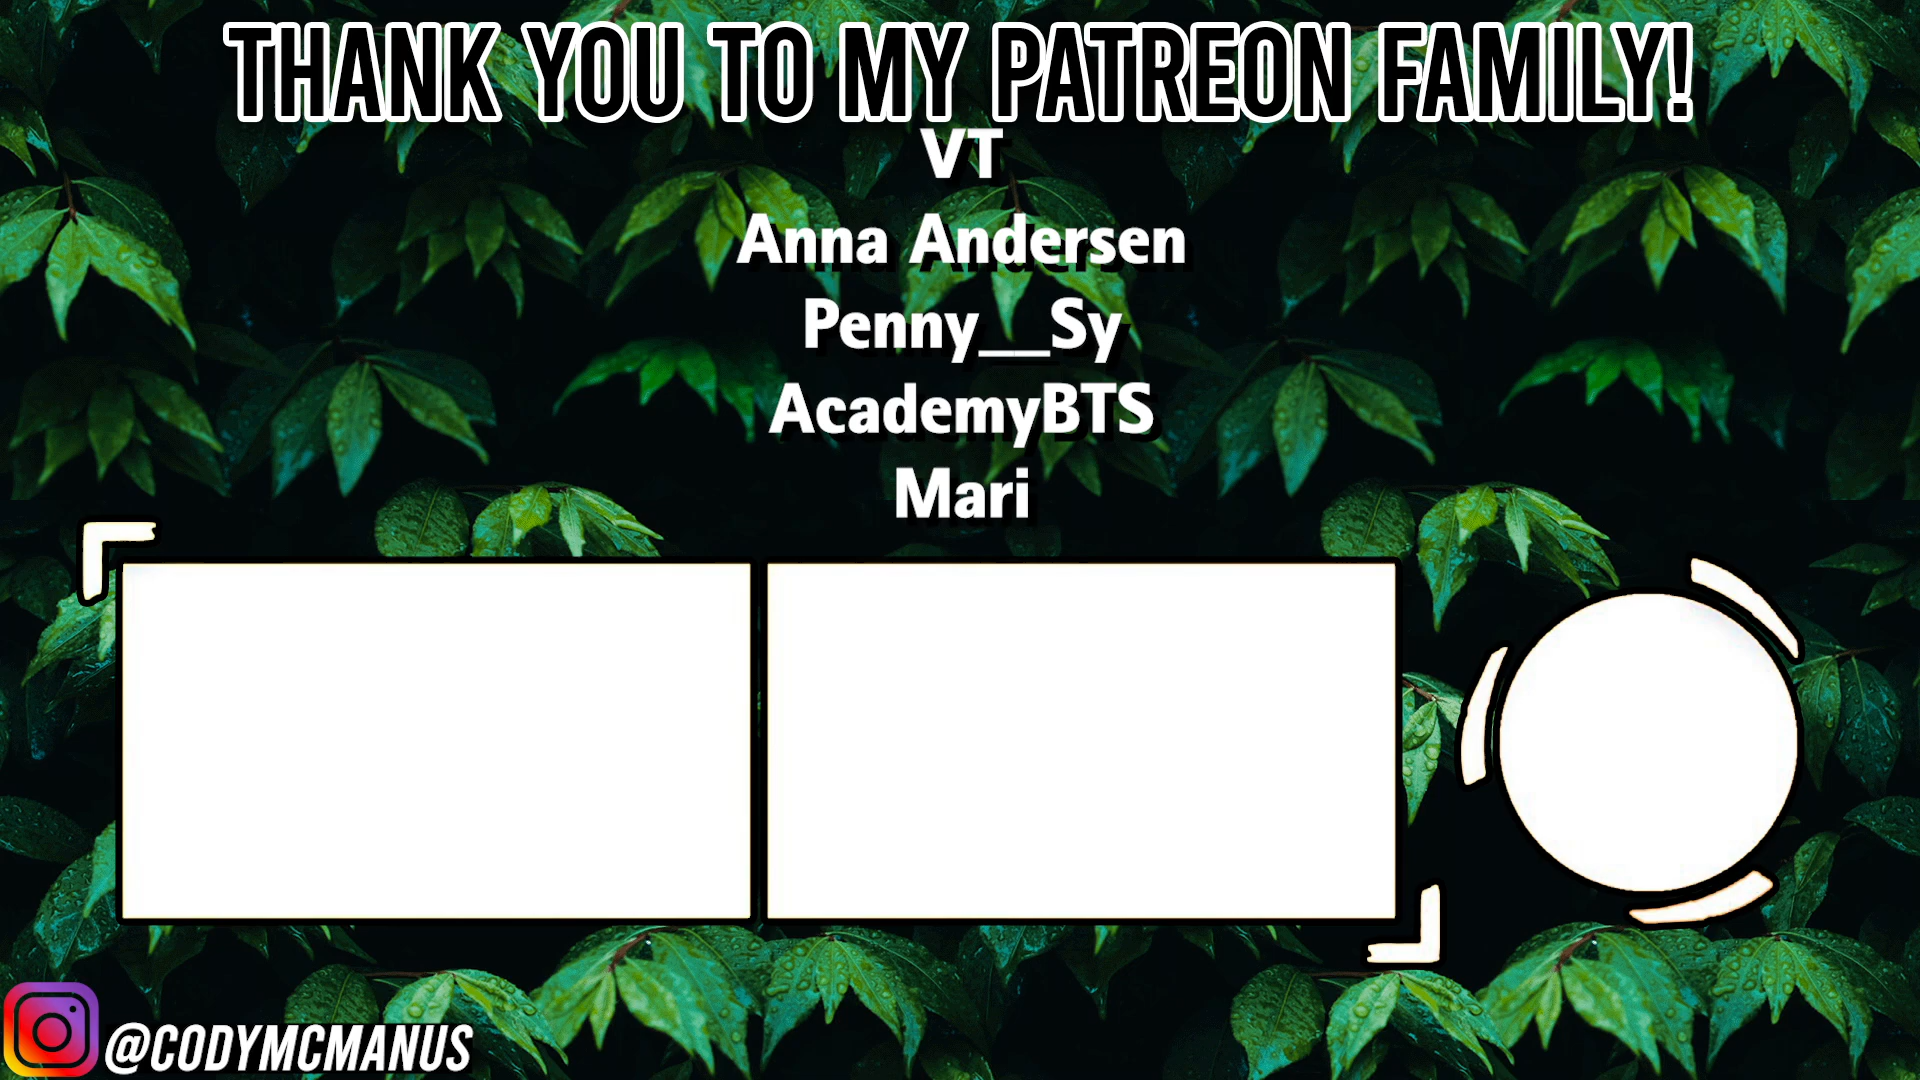 THANK YOU TO MY PATREON FAMILY!
VT
Anna Andersen
Penny__Sy
AcademyBTS
Mari
@CODYMCMANUS